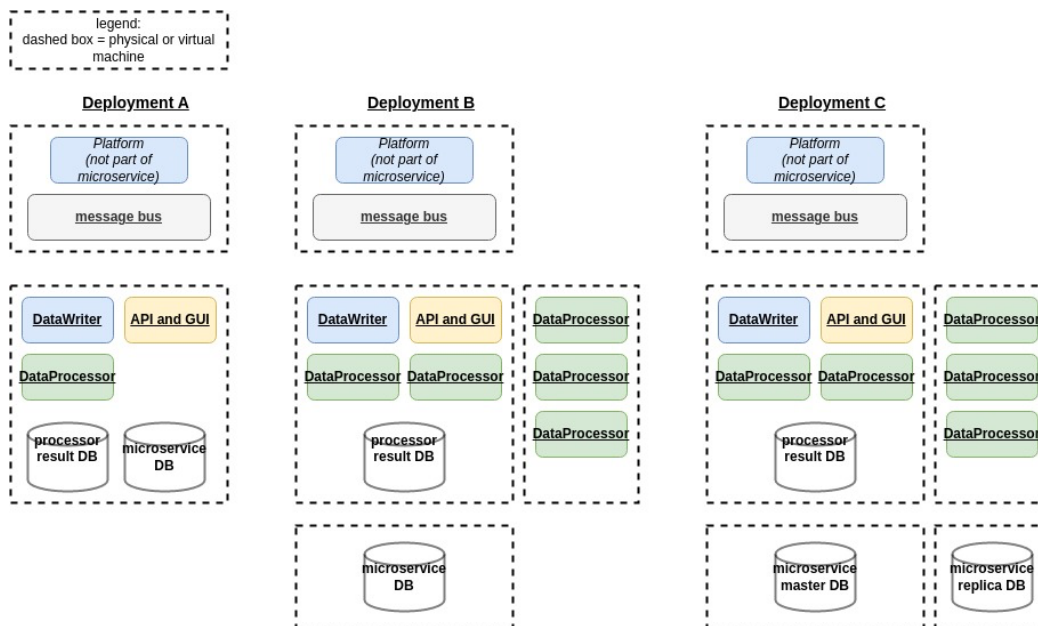 legend:
dashed box = physical or virtual
machine
Deployment A
Platform
(not part of
microservice)
message bus
DataWriter
API and GUI
DataProcessor
processor
result DB
microservice
DB
Deployment B
Platform
(not part of
microservice)
message bus
DataWriter
API and GUI
DataProcessor
DataProcessor
processor
result DB
DataProcessor
DataProcessor
DataProcessor
microservice
DB
Deployment C
Platform
(not part of
microservice)
message bus
DataWriter
API and GUI
DataProcessor
DataProcessor
processor
result DB
DataProcessor
DataProcessor
DataProcessor
microservice
master DB
microservice
replica DB